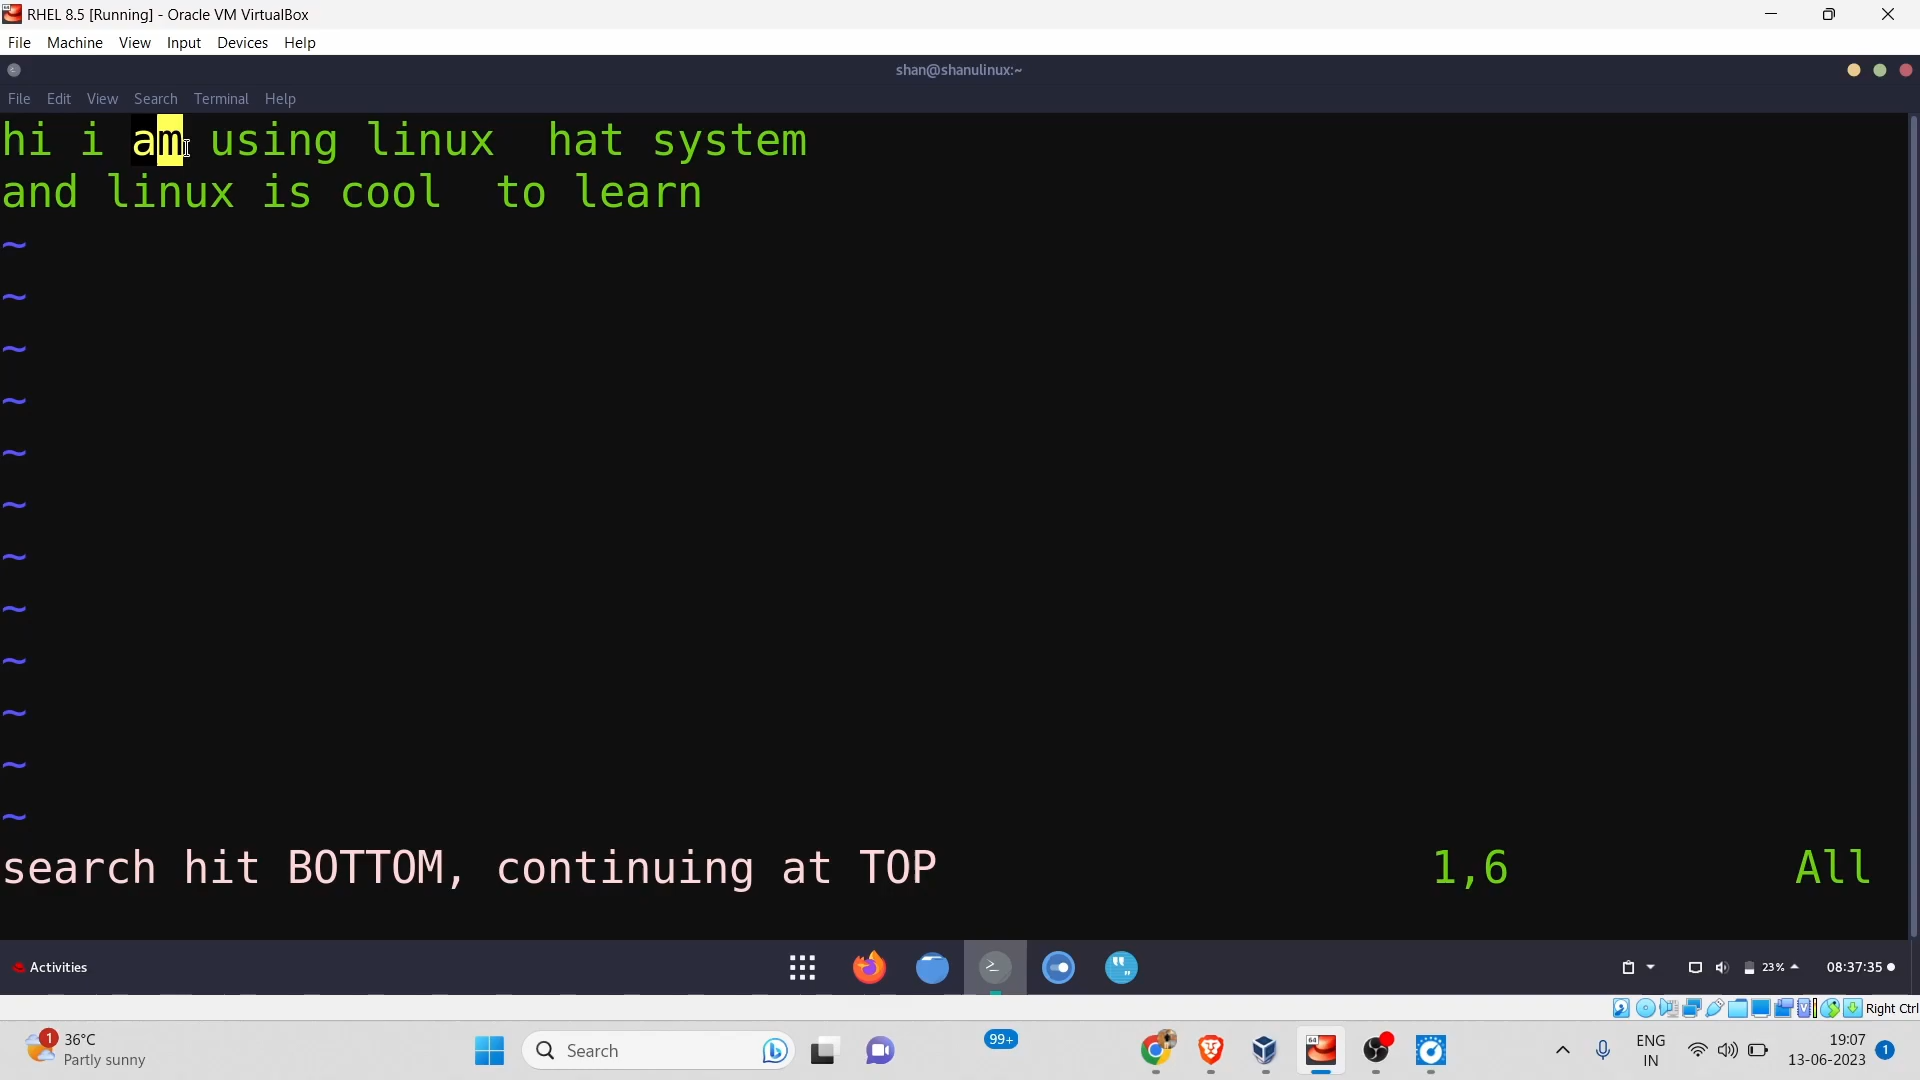 RHEL 8.5 [Running] - Oracle VM VirtualBox
File Machine View Input Devices Help
shan@shanulinux:~
File Edit View Search Terminal Help
hi i am using linux  hat system
and linux is cool  to learn
~
~
~
~
~
~
~
~
~
~
~
~
search hit BOTTOM, continuing at TOP 1,6 All
Activities 23% 08:37:35
Right Ctrl
1 36°C
Partly sunny
Search
99+
64
ENG
IN
19:07
13-06-2023
1